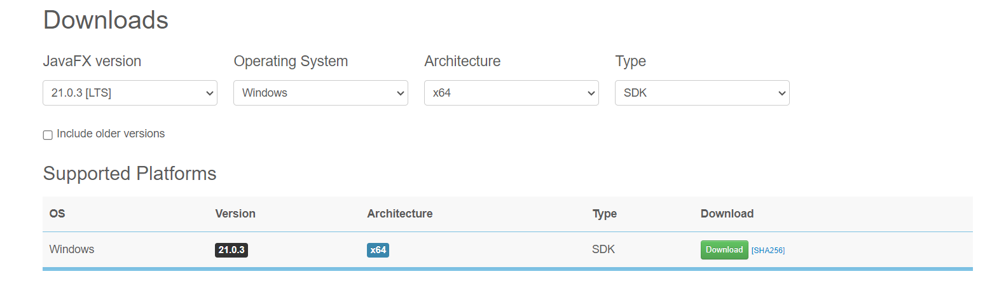 Downloads
JavaFX version Operating System Architecture Type
21.0.3 [LTS] Windows x64 SDK
Include older versions
Supported Platforms
OS Version Architecture Type Download
Windows 21.0.3 x64 SDK Download [SHA256]